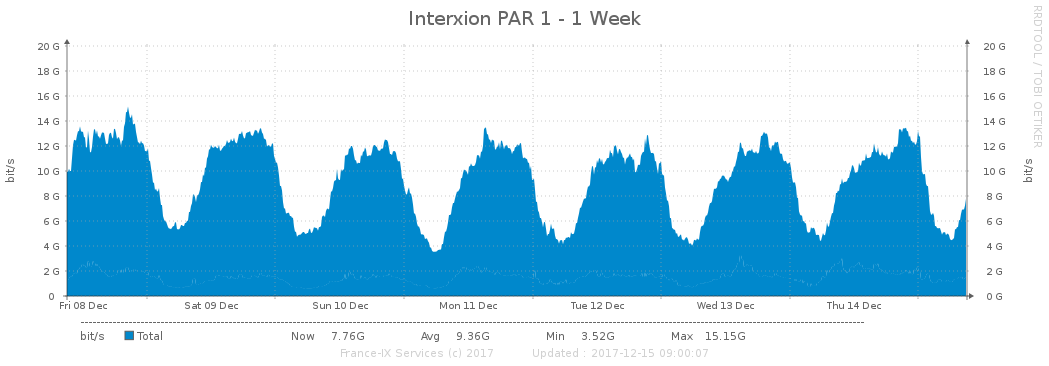 Interxion PAR 1 - 1 Week
RRDTOOL / TOBI OETIKER
bit/s
20 G 20 G
18 G 18 G
16 G 16 G
14 G 14 G
12 G 12 G
10 G 10 G
8 G 8 G
6 G 6 G
4 G 4 G
2 G 2 G
0 0 G
bit/s
Fri 08 Dec Sat 09 Dec Sun 10 Dec Mon 11 Dec Tue 12 Dec Wed 13 Dec Thu 14 Dec
bit/s Total Now 7.76G Avg 9.36G Min 3.52G Max 15.15G
France-IX Services (c) 2017 Updated : 2017-12-15 09:00:07